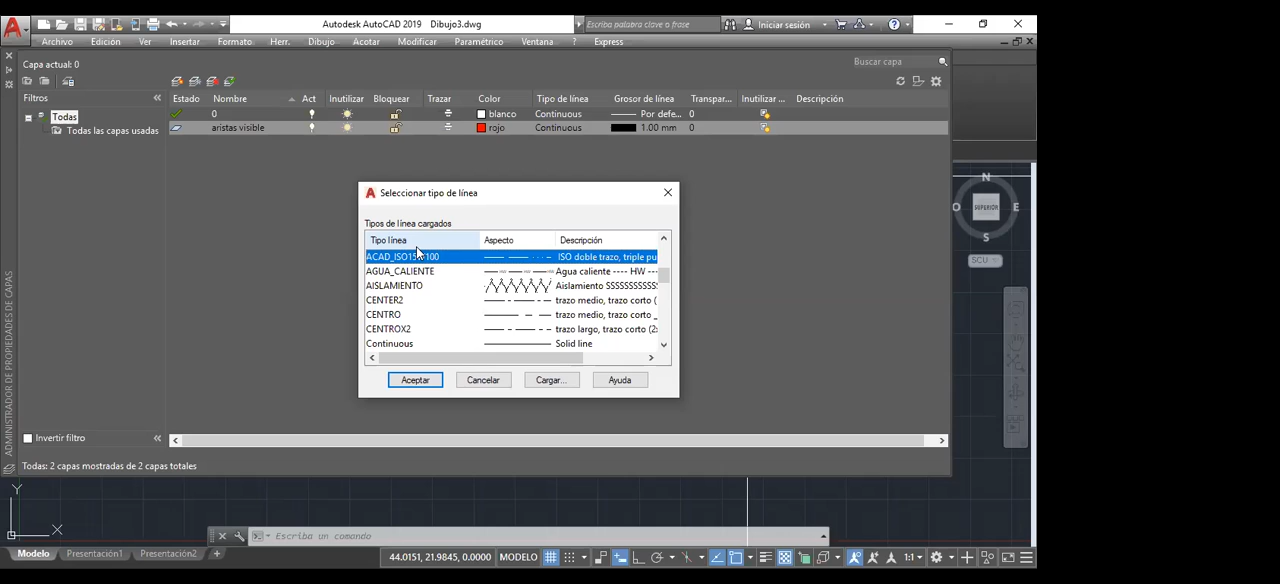 Autodesk AutoCAD 2019 Dibujo3.dwg
Escriba palabra clave o frase
Iniciar sesión
Archivo Edición Ver Insertar Formato Herr. Dibujo Acotar Modificar Paramétrico Ventana ? Express
Capa actual: 0
Buscar capa
Filtros
Estado Nombre Act Inutilizar Bloquear Trazar Color Tipo de línea Grosor de línea Transpar... Inutilizar ... Descripción
Todas
0 blanco Continuous Por defe... 0
Todas las capas usadas
aristas visible rojo Continuous 1.00 mm 0
Seleccionar tipo de línea
Tipos de línea cargados
Tipo línea Aspecto Descripción
ISO doble trazo, triple pu
AGUA_CALIENTE Agua caliente ---- HW ---
AISLAMIENTO Aislamiento SSSSSSSSSSS
CENTER2 trazo medio, trazo corto (
CENTRO trazo medio, trazo corto _
CENTROX2 trazo largo, trazo corto (2x
Continuous Solid line
Aceptar Cancelar Cargar... Ayuda
Invertir filtro
Todas: 2 capas mostradas de 2 capas totales
ADMINISTRADOR DE PROPIEDADES DE CAPAS
N
O SUPERIOR E
S
SCU
Y
X
Escriba un comando
Modelo Presentación1 Presentación2 +
44.0151, 21.9845, 0.0000 MODELO 1:1